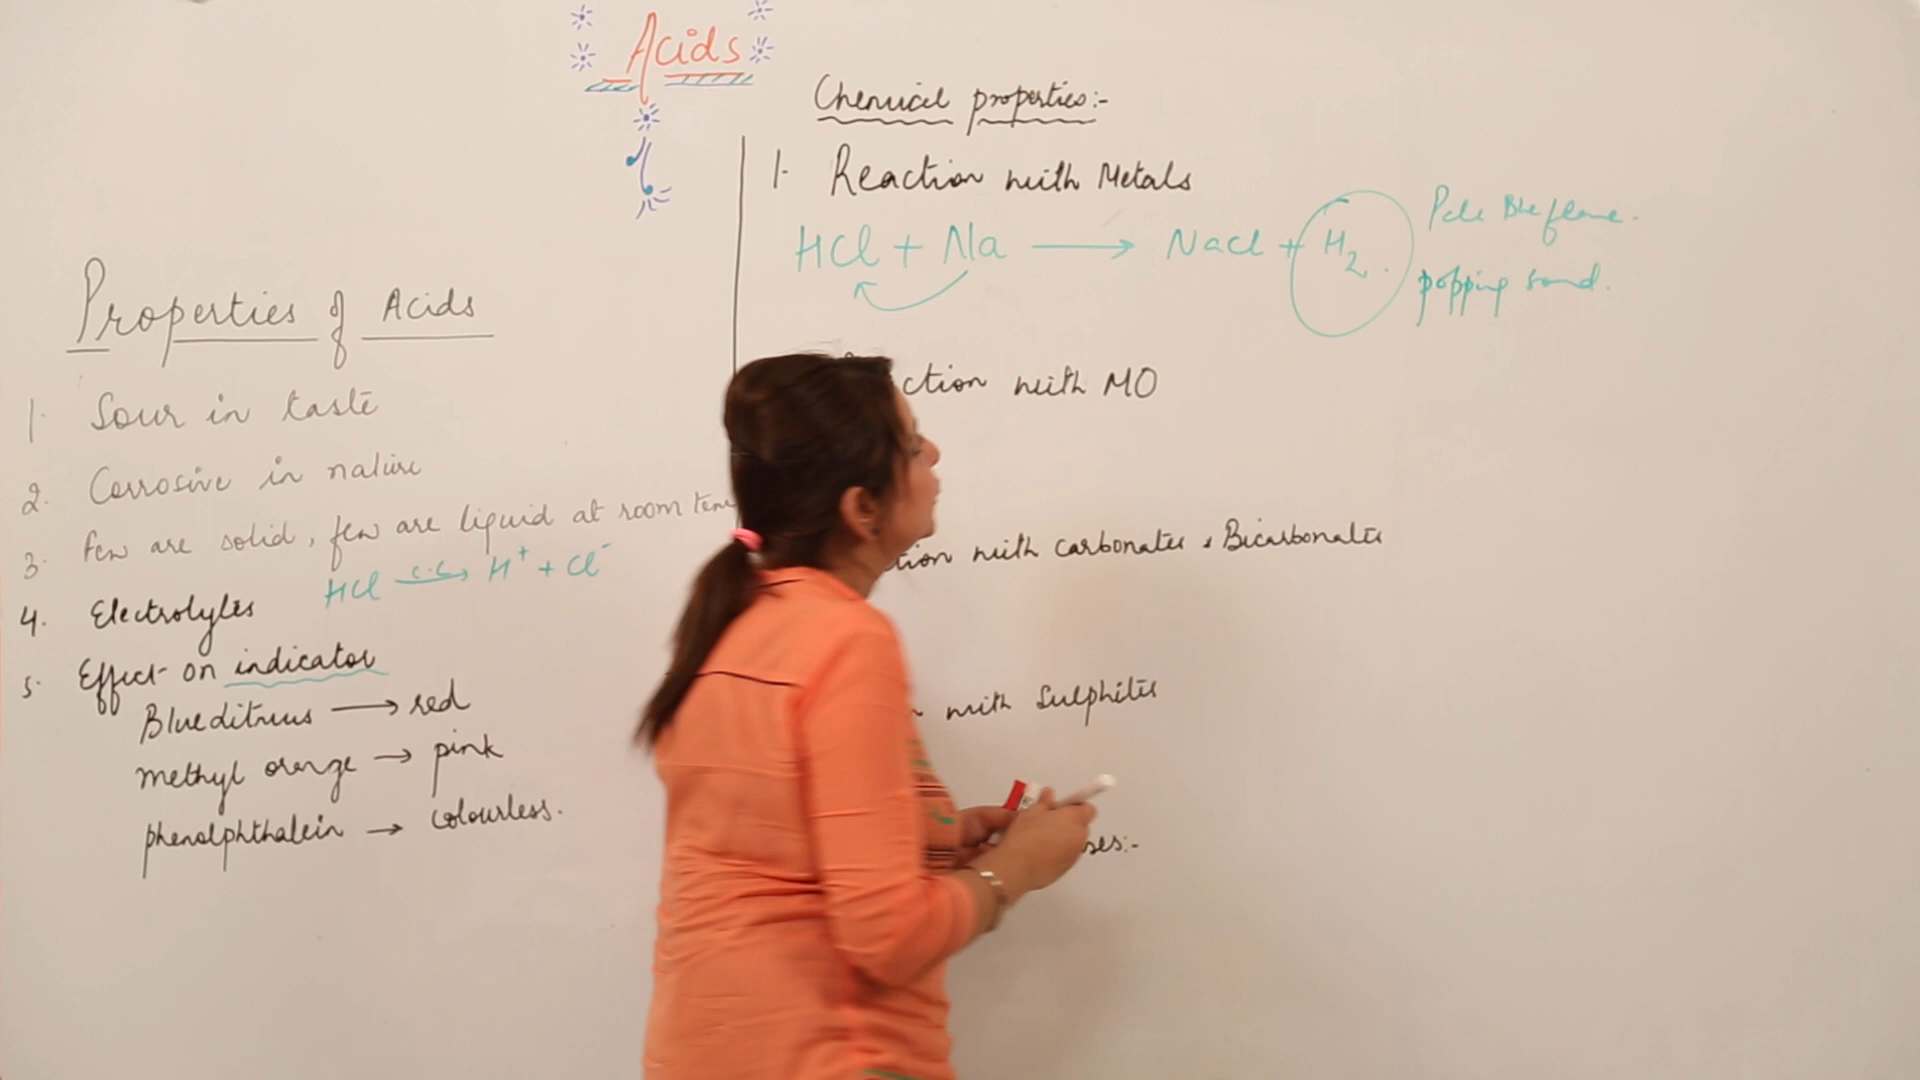 Acids
Properties of Acids
1. Sour in taste
2. Corrosive in nature
3. Few are solid, few are liquid at room tem
HCl c.c→ H⁺ + Cl⁻
4. Electrolytes
5. Effect on indicator
Blue litmus → red
Methyl orange → pink
phenolphthalein → colourless.
Chemical properties:-
1. Reaction with Metals
HCl + Na → NaCl + H₂.
Pale Blue flame.
popping sound.
ction with MO
tion with carbonates & Bicarbonates
with Sulphites
ses:-